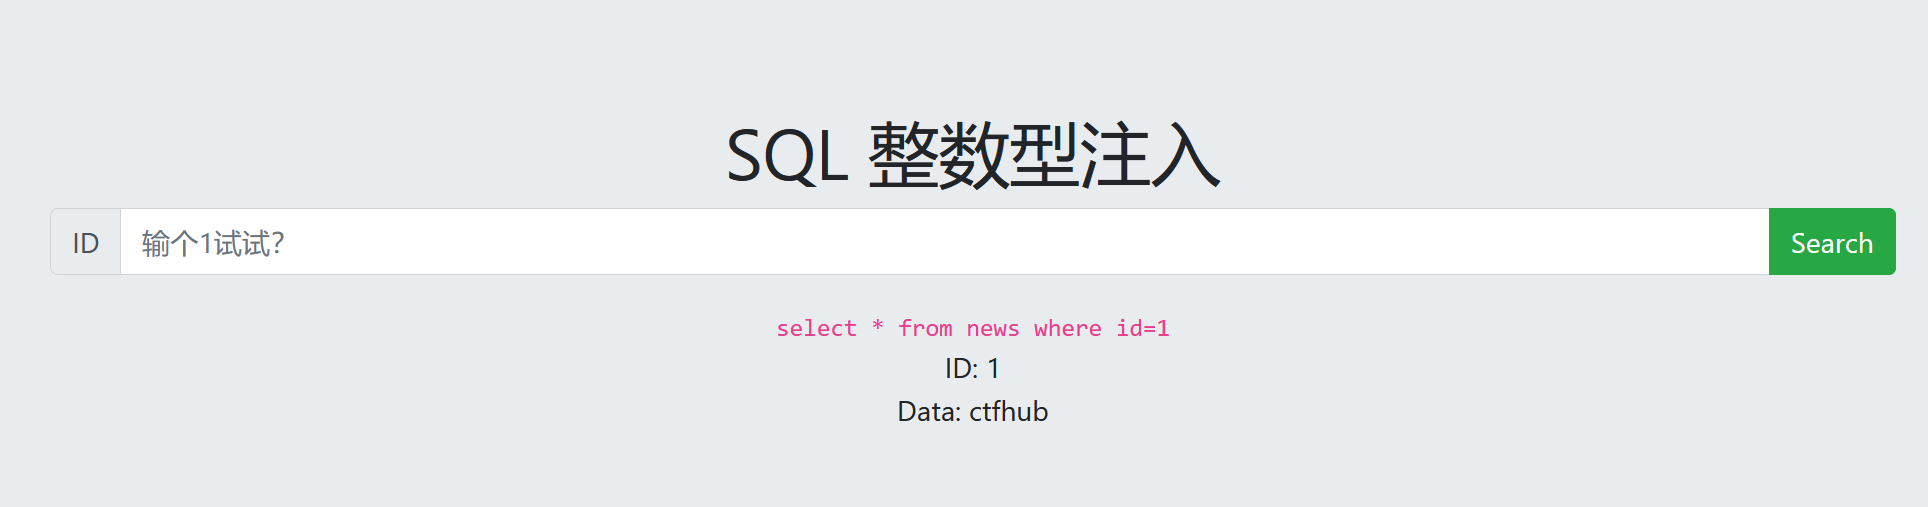 SQL 整数型注入
ID 输个1试试？ Search
select * from news where id=1
ID: 1
Data: ctfhub